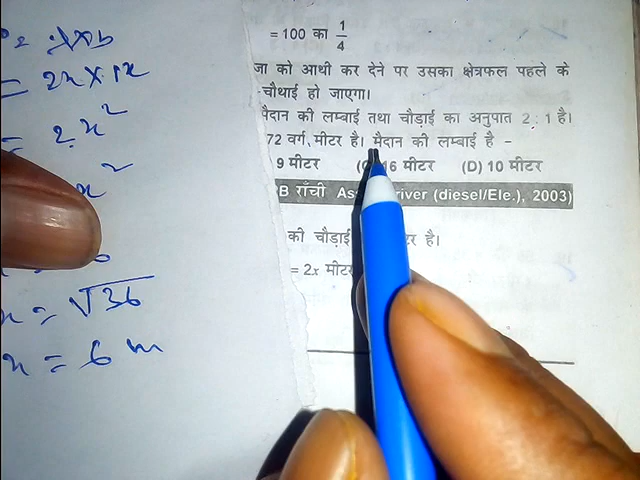 = l × b
= 2x × 1x
= 2x²
x²
x = √36
x = 6 m
= 100 का 1/4
जा को आधी कर देने पर उसका क्षेत्रफल पहले के
चौथाई हो जाएगा।
मैदान की लम्बाई तथा चौड़ाई का अनुपात 2 : 1 है।
72 वर्ग मीटर है। मैदान की लम्बाई है –
9 मीटर (C) 16 मीटर (D) 10 मीटर
राँची river (diesel/Ele.), 2003)
की चौड़ाई है।
= 2x मीटर